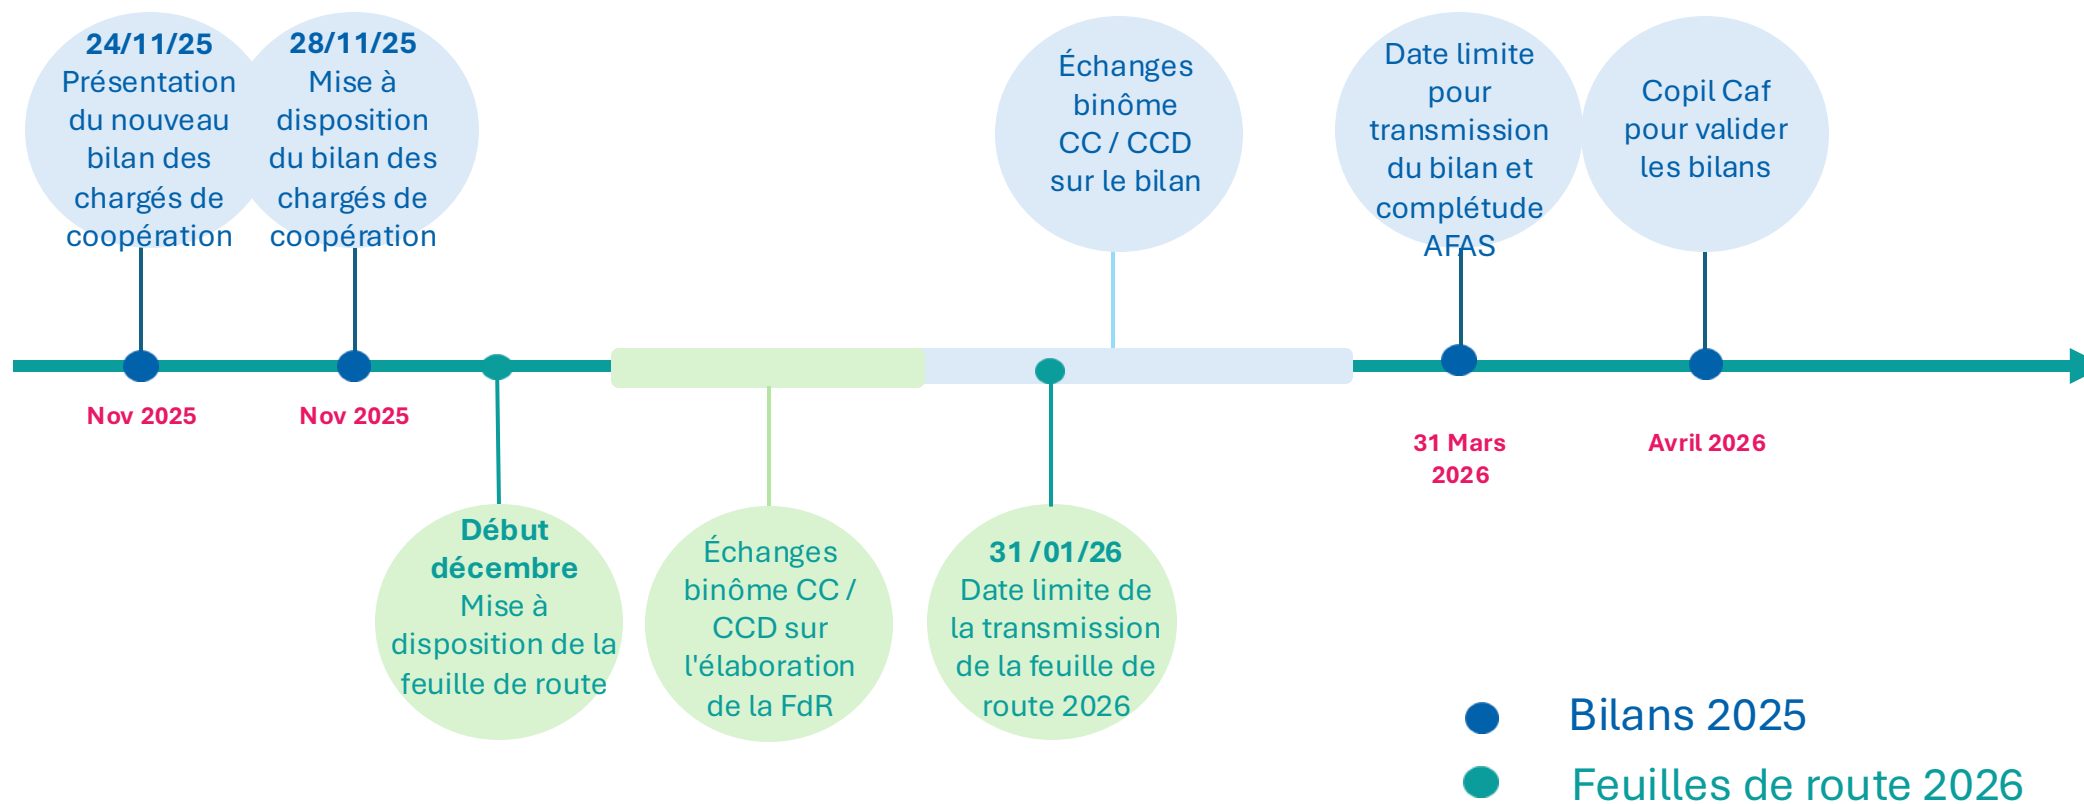 24/11/25
Présentation
du nouveau
bilan des
chargés de
coopération
28/11/25
Mise à
disposition
du bilan des
chargés de
coopération
Échanges
binôme
CC / CCD
sur le bilan
Date limite
pour
transmission
du bilan et
complétude
AFAS
Copil Caf
pour valider
les bilans
Nov 2025
Nov 2025
31 Mars
2026
Avril 2026
Début
décembre
Mise à
disposition de la
feuille de route
Échanges
binôme CC /
CCD sur
l'élaboration
de la FdR
31 /01/26
Date limite de
la transmission
de la feuille de
route 2026
Bilans 2025
Feuilles de route 2026